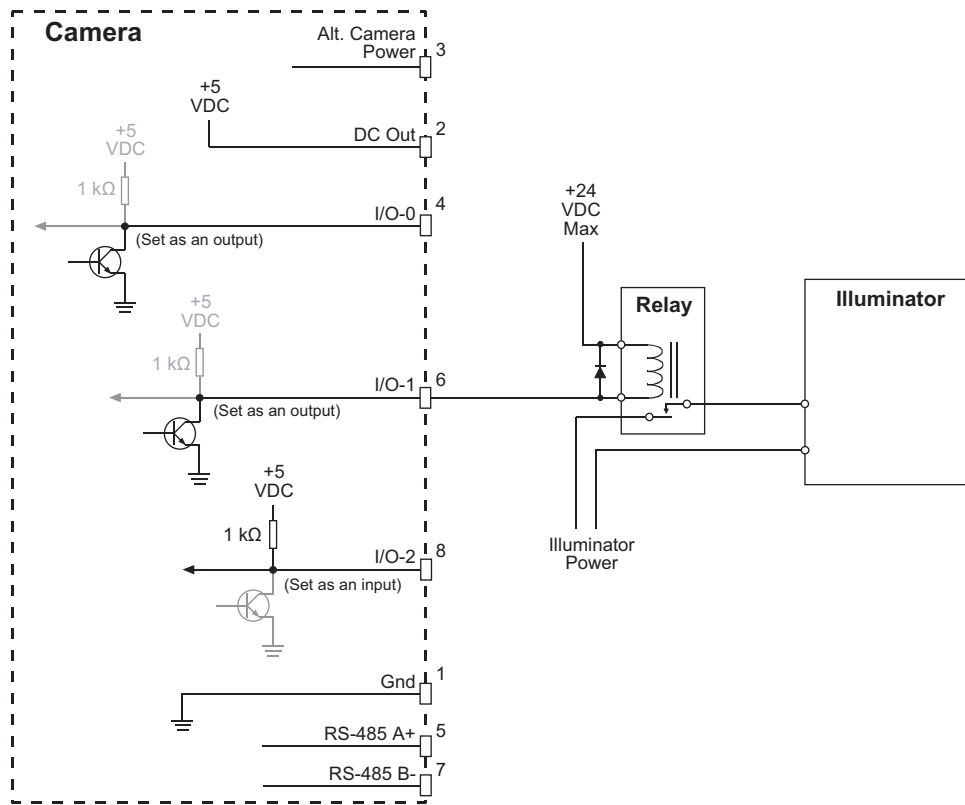 Camera
Alt. Camera
Power
3
+5
VDC
DC Out
2
+5
VDC
1 kΩ
I/O-0
4
(Set as an output)
+24
VDC
Max
Relay
Illuminator
+5
VDC
1 kΩ
I/O-1
6
(Set as an output)
+5
VDC
1 kΩ
I/O-2
8
(Set as an input)
Illuminator
Power
Gnd
1
RS-485 A+
5
RS-485 B-
7